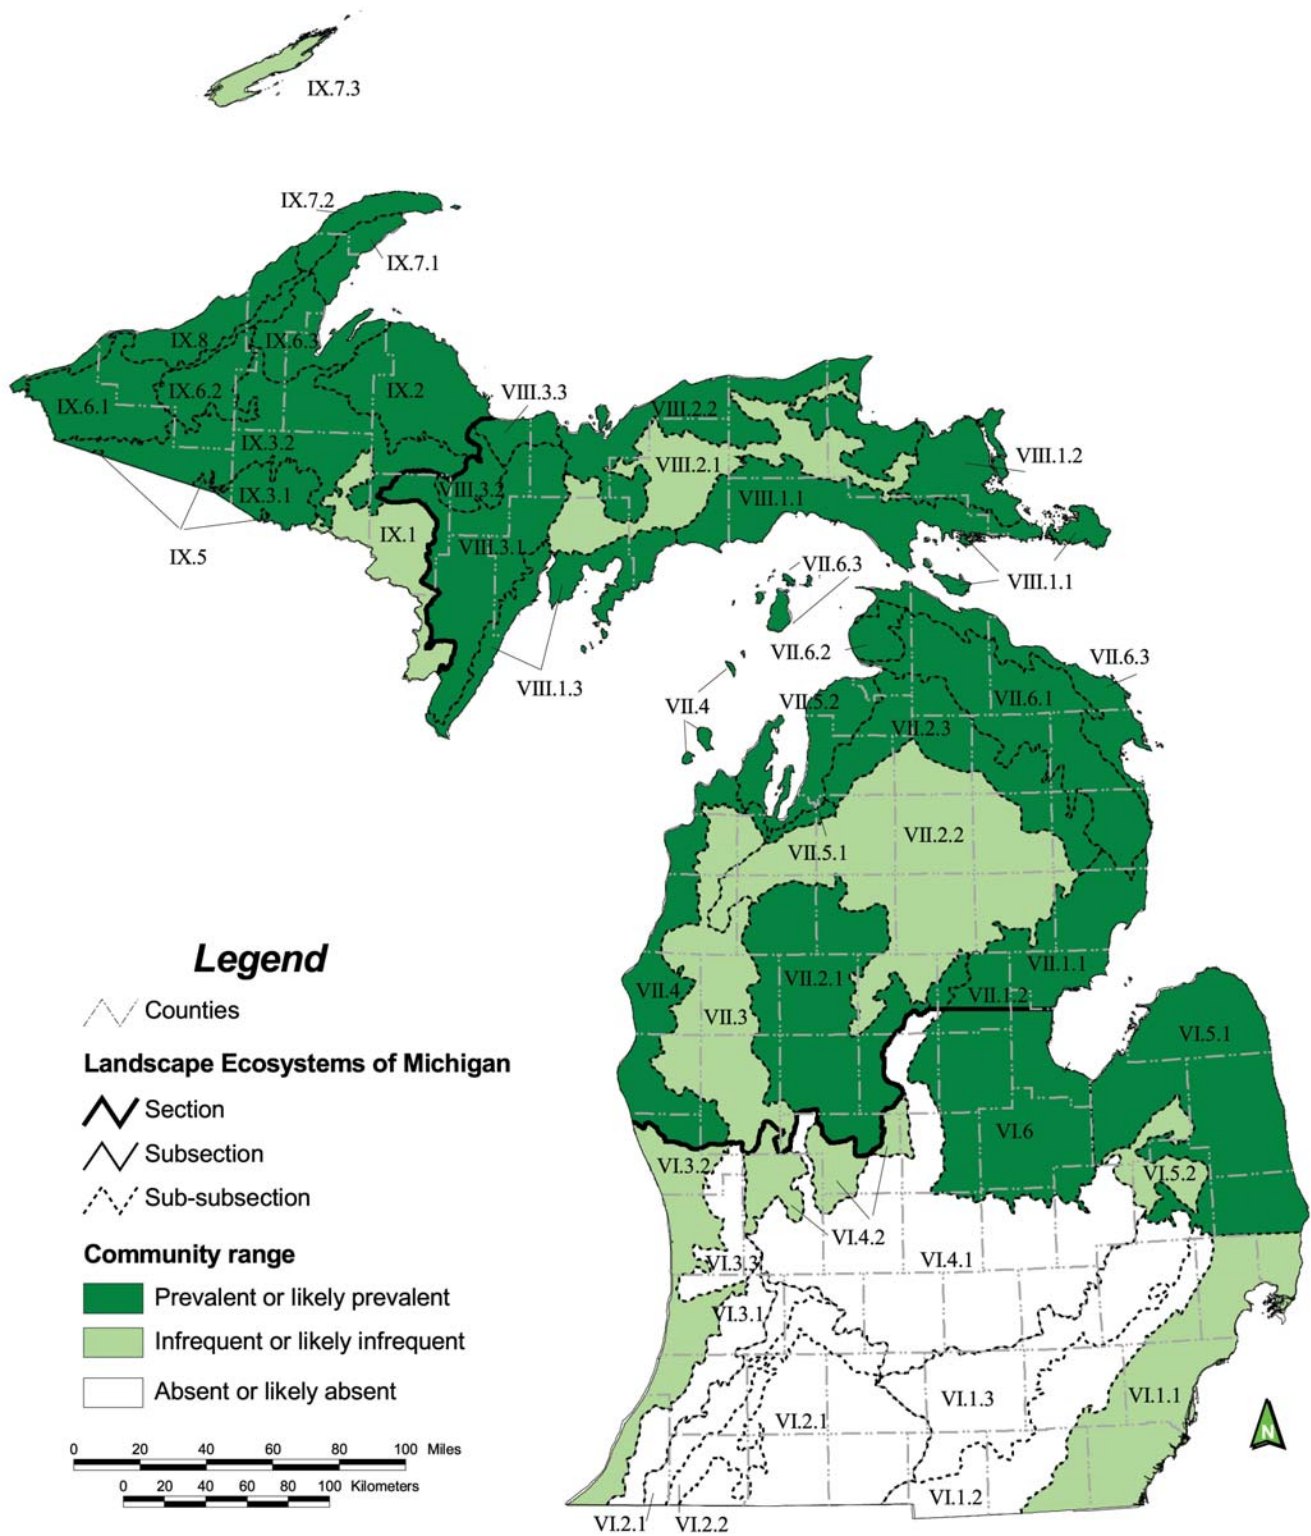 IX.7.3
IX.7.2
IX.7.1
IX.8
IX.6.3
IX.6.2
IX.2
VIII.3.3
IX.6.1
VIII.2.2
IX.3.2
VIII.2.1
VIII.1.2
IX.3.1
VIII.3.2
VIII.1.1
IX.1
VIII.3.1
IX.5
VII.6.3
VIII.1.1
VII.6.2
VII.6.3
VIII.1.3
VII.4
VII.5.2
VII.6.1
VII.2.3
VII.2.2
VII.5.1
Legend
Counties
VII.4
VII.2.1
VII.1.1
VII.1.2
VII.3
VI.5.1
Landscape Ecosystems of Michigan
Section
VI.6
Subsection
VI.3.2
VI.5.2
Sub-subsection
VI.4.2
Community range
VI.3.3
VI.4.1
Prevalent or likely prevalent
VI.3.1
Infrequent or likely infrequent
Absent or likely absent
VI.1.3
VI.1.1
VI.2.1
0 20 40 60 80 100 Miles
0 20 40 60 80 100 Kilometers
N
VI.1.2
VI.2.1
VI.2.2